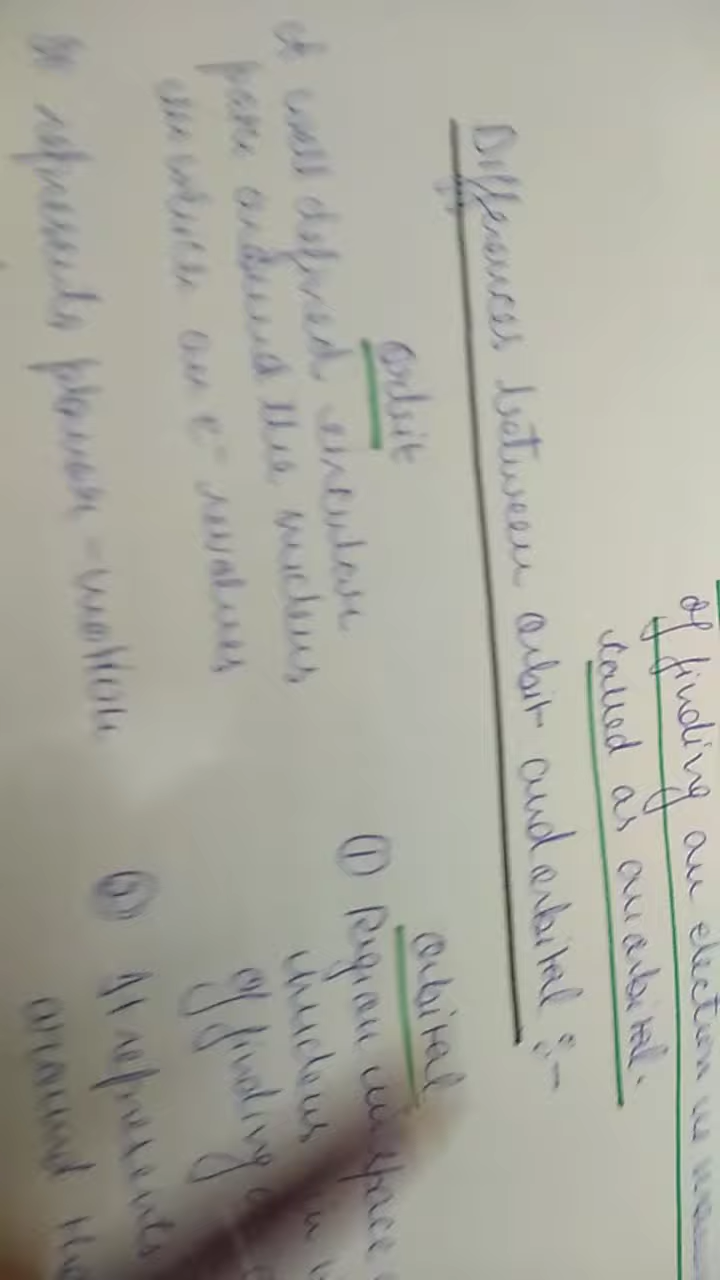 of finding an electron is
called as an orbital.
Differences between orbit and orbital :-
orbit
orbital
A well defined circular
path around the nucleus
in which an e- revolves
It represents planar motion
① Region in space
nucleus
of finding
② It represents
around the